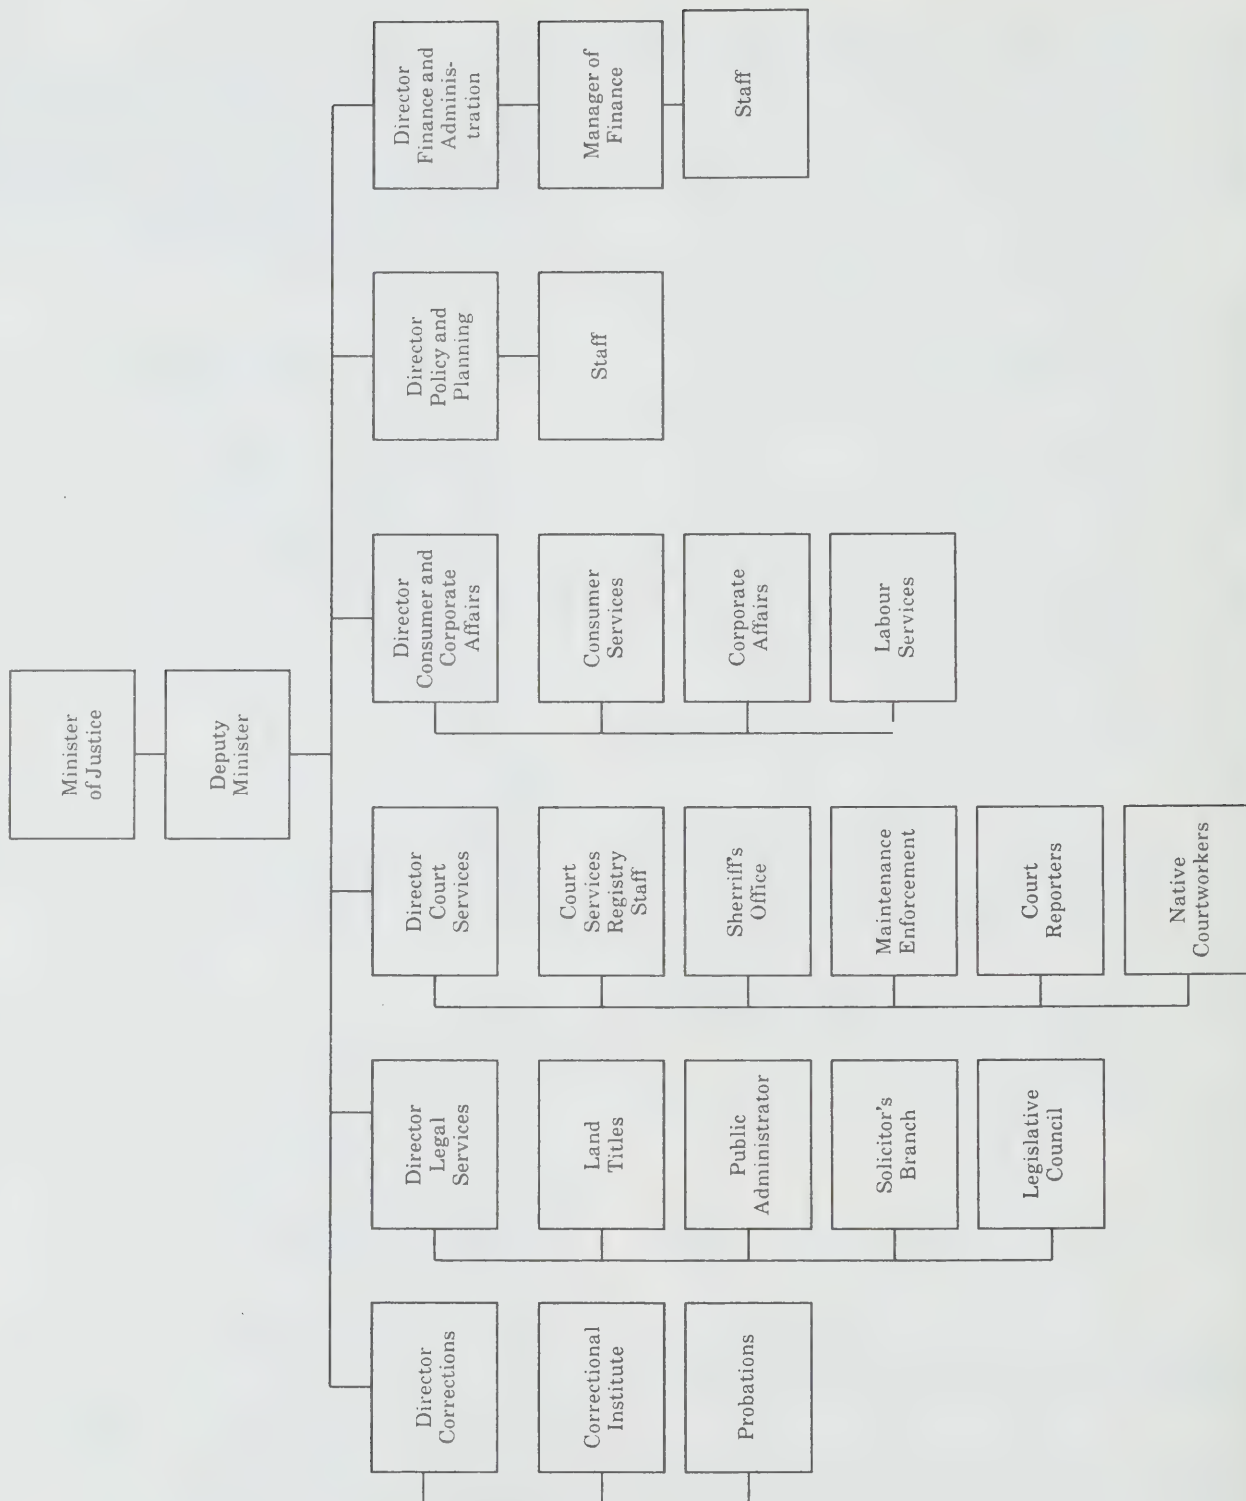 Minister
of Justice
Deputy
Minister
Director
Corrections
Correctional
Institute
Probations
Director
Legal
Services
Land
Titles
Public
Administrator
Solicitor's
Branch
Legislative
Council
Director
Court
Services
Court
Services
Registry
Staff
Sherriff's
Office
Maintenance
Enforcement
Court
Reporters
Native
Courtworkers
Director
Consumer and
Corporate
Affairs
Consumer
Services
Corporate
Affairs
Labour
Services
Director
Policy and
Planning
Staff
Director
Finance and
Adminis-
tration
Manager of
Finance
Staff